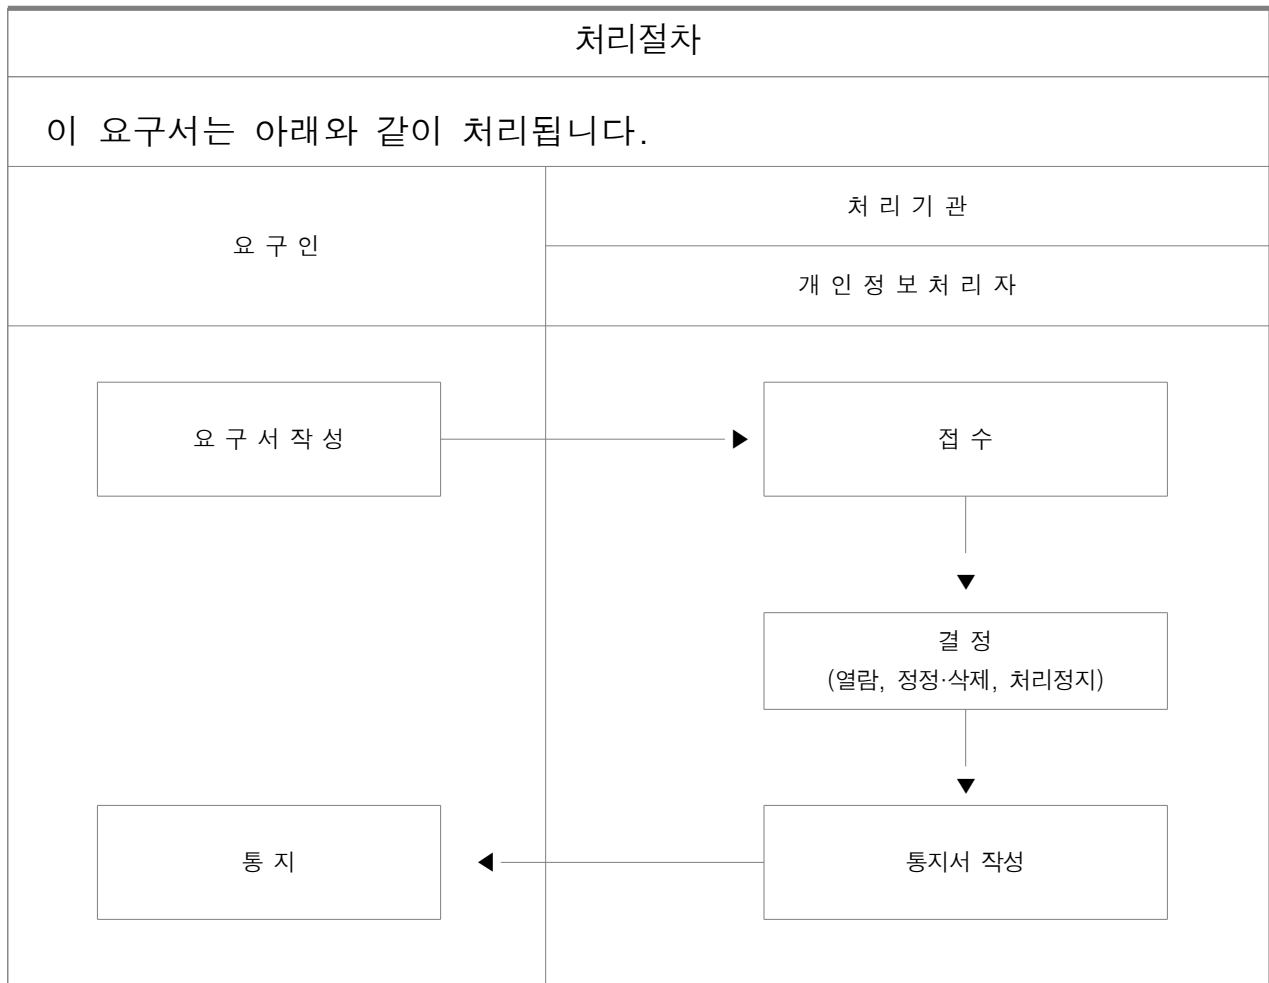 처리절차
이 요구서는 아래와 같이 처리됩니다.
요 구 인
처 리 기 관
개 인 정 보 처 리 자
요 구 서 작 성
접 수
결 정
(열람, 정정·삭제, 처리정지)
통 지
통지서 작성